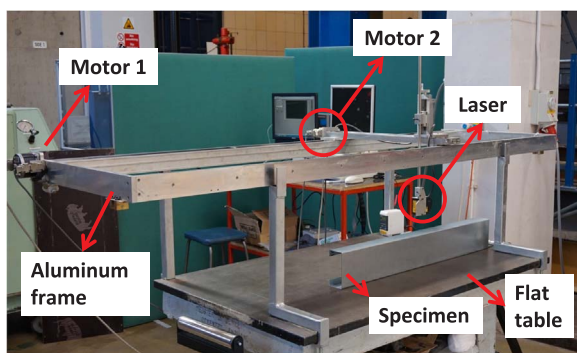 Motor 2
Motor 1
Laser
Aluminum
frame
Specimen
Flat
table